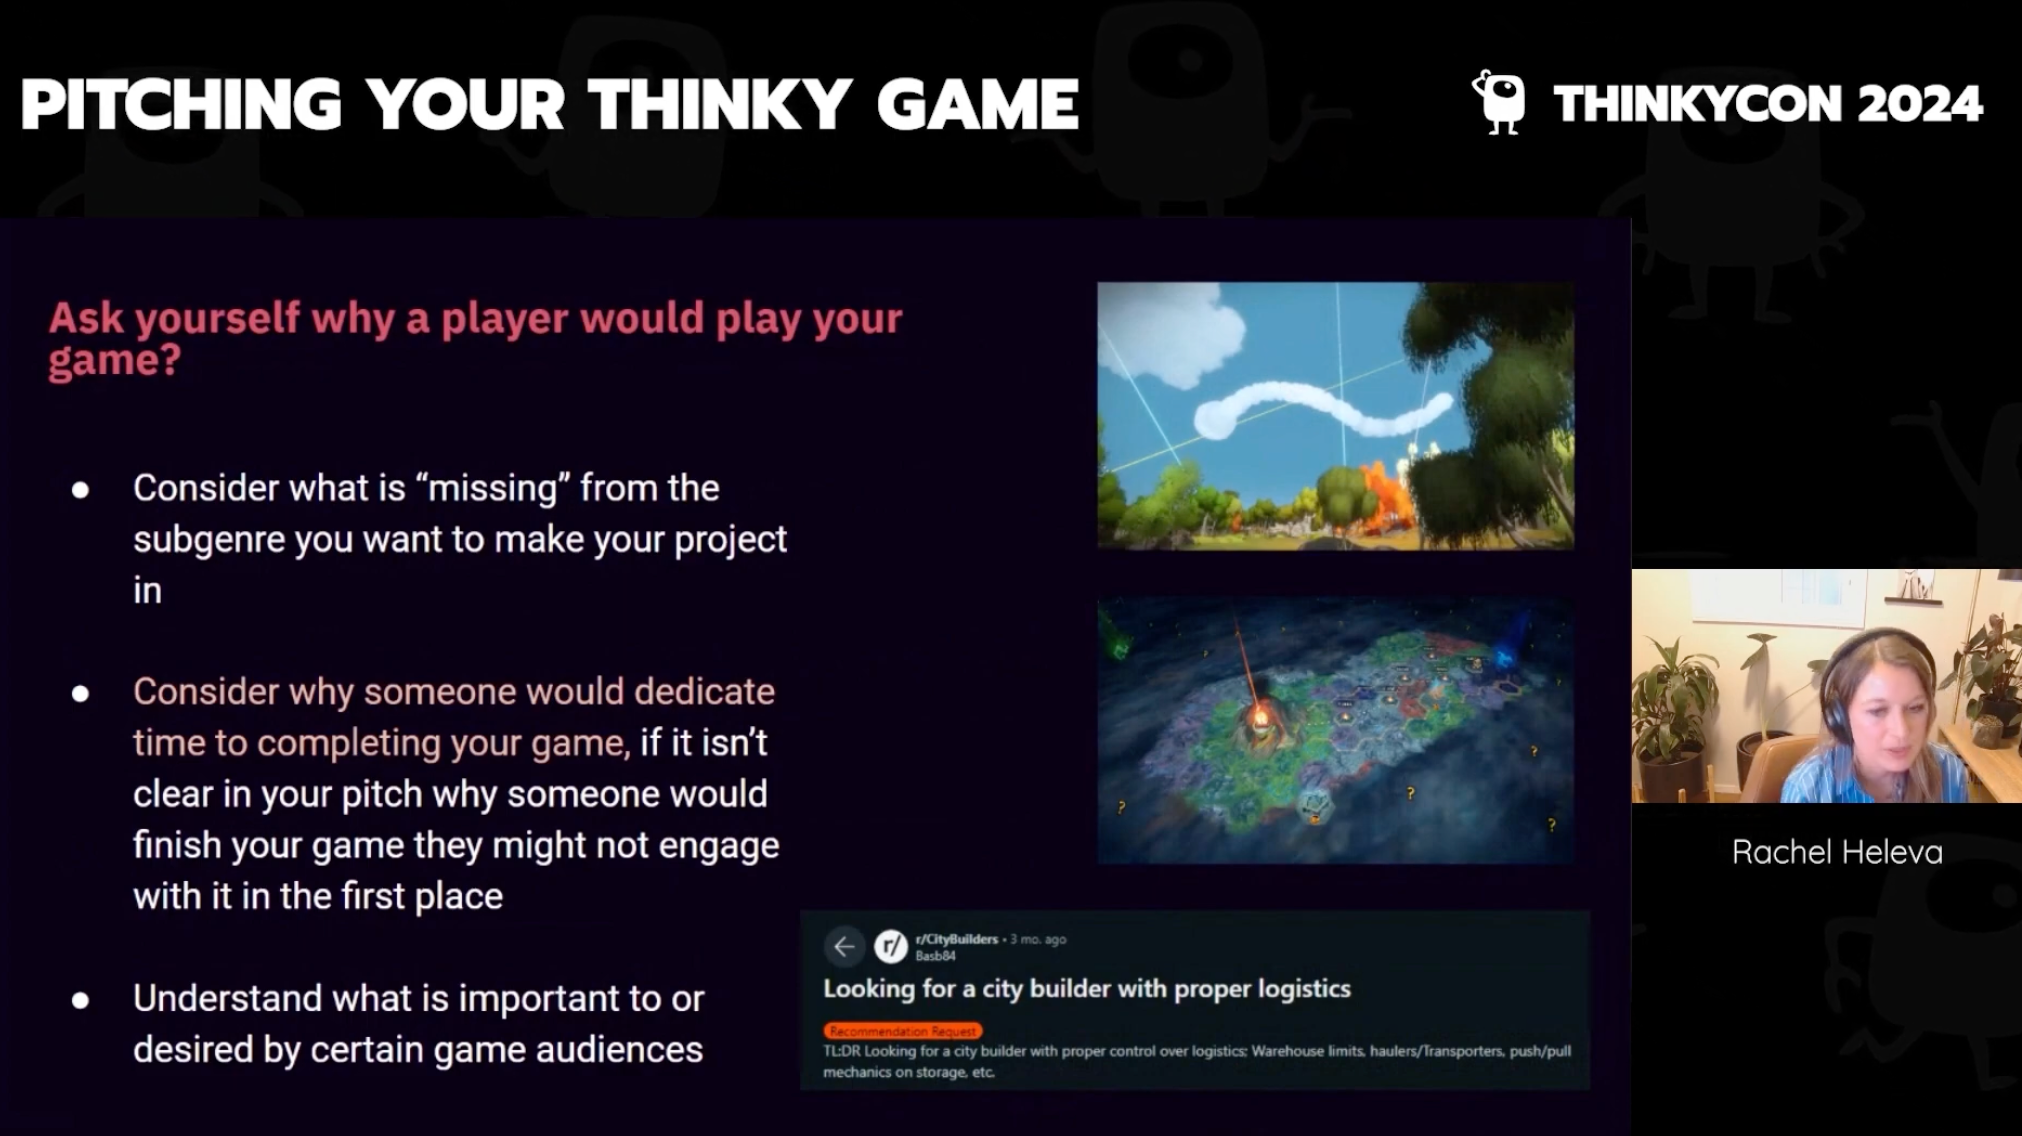 PITCHING YOUR THINKY GAME
THINKYCON 2024
Ask yourself why a player would play your
game?
● Consider what is “missing” from the
subgenre you want to make your project
in
● Consider why someone would dedicate
time to completing your game, if it isn’t
clear in your pitch why someone would
finish your game they might not engage
with it in the first place
● Understand what is important to or
desired by certain game audiences
r/
r/CityBuilders • 3 mo. ago
Basb84
Looking for a city builder with proper logistics
Recommendation Request
TL:DR Looking for a city builder with proper control over logistics: Warehouse limits, haulers/Transporters, push/pull
mechanics on storage, etc.
?
?
?
?
Rachel Heleva